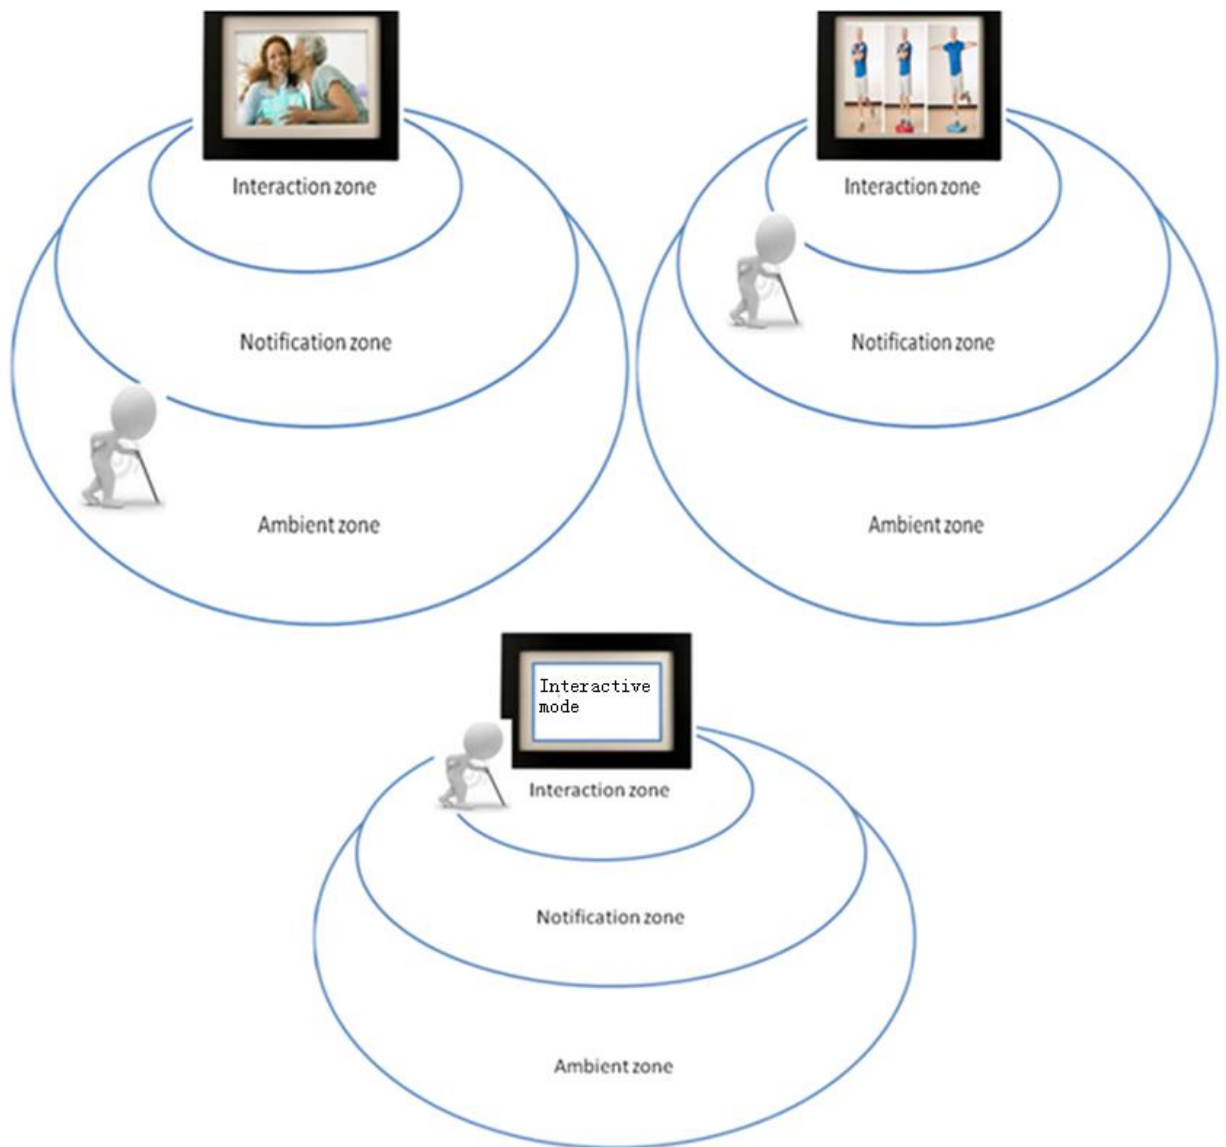 Interaction zone
Notification zone
Ambient zone
Interaction zone
Notification zone
Ambient zone
Interactive
mode
Interaction zone
Notification zone
Ambient zone